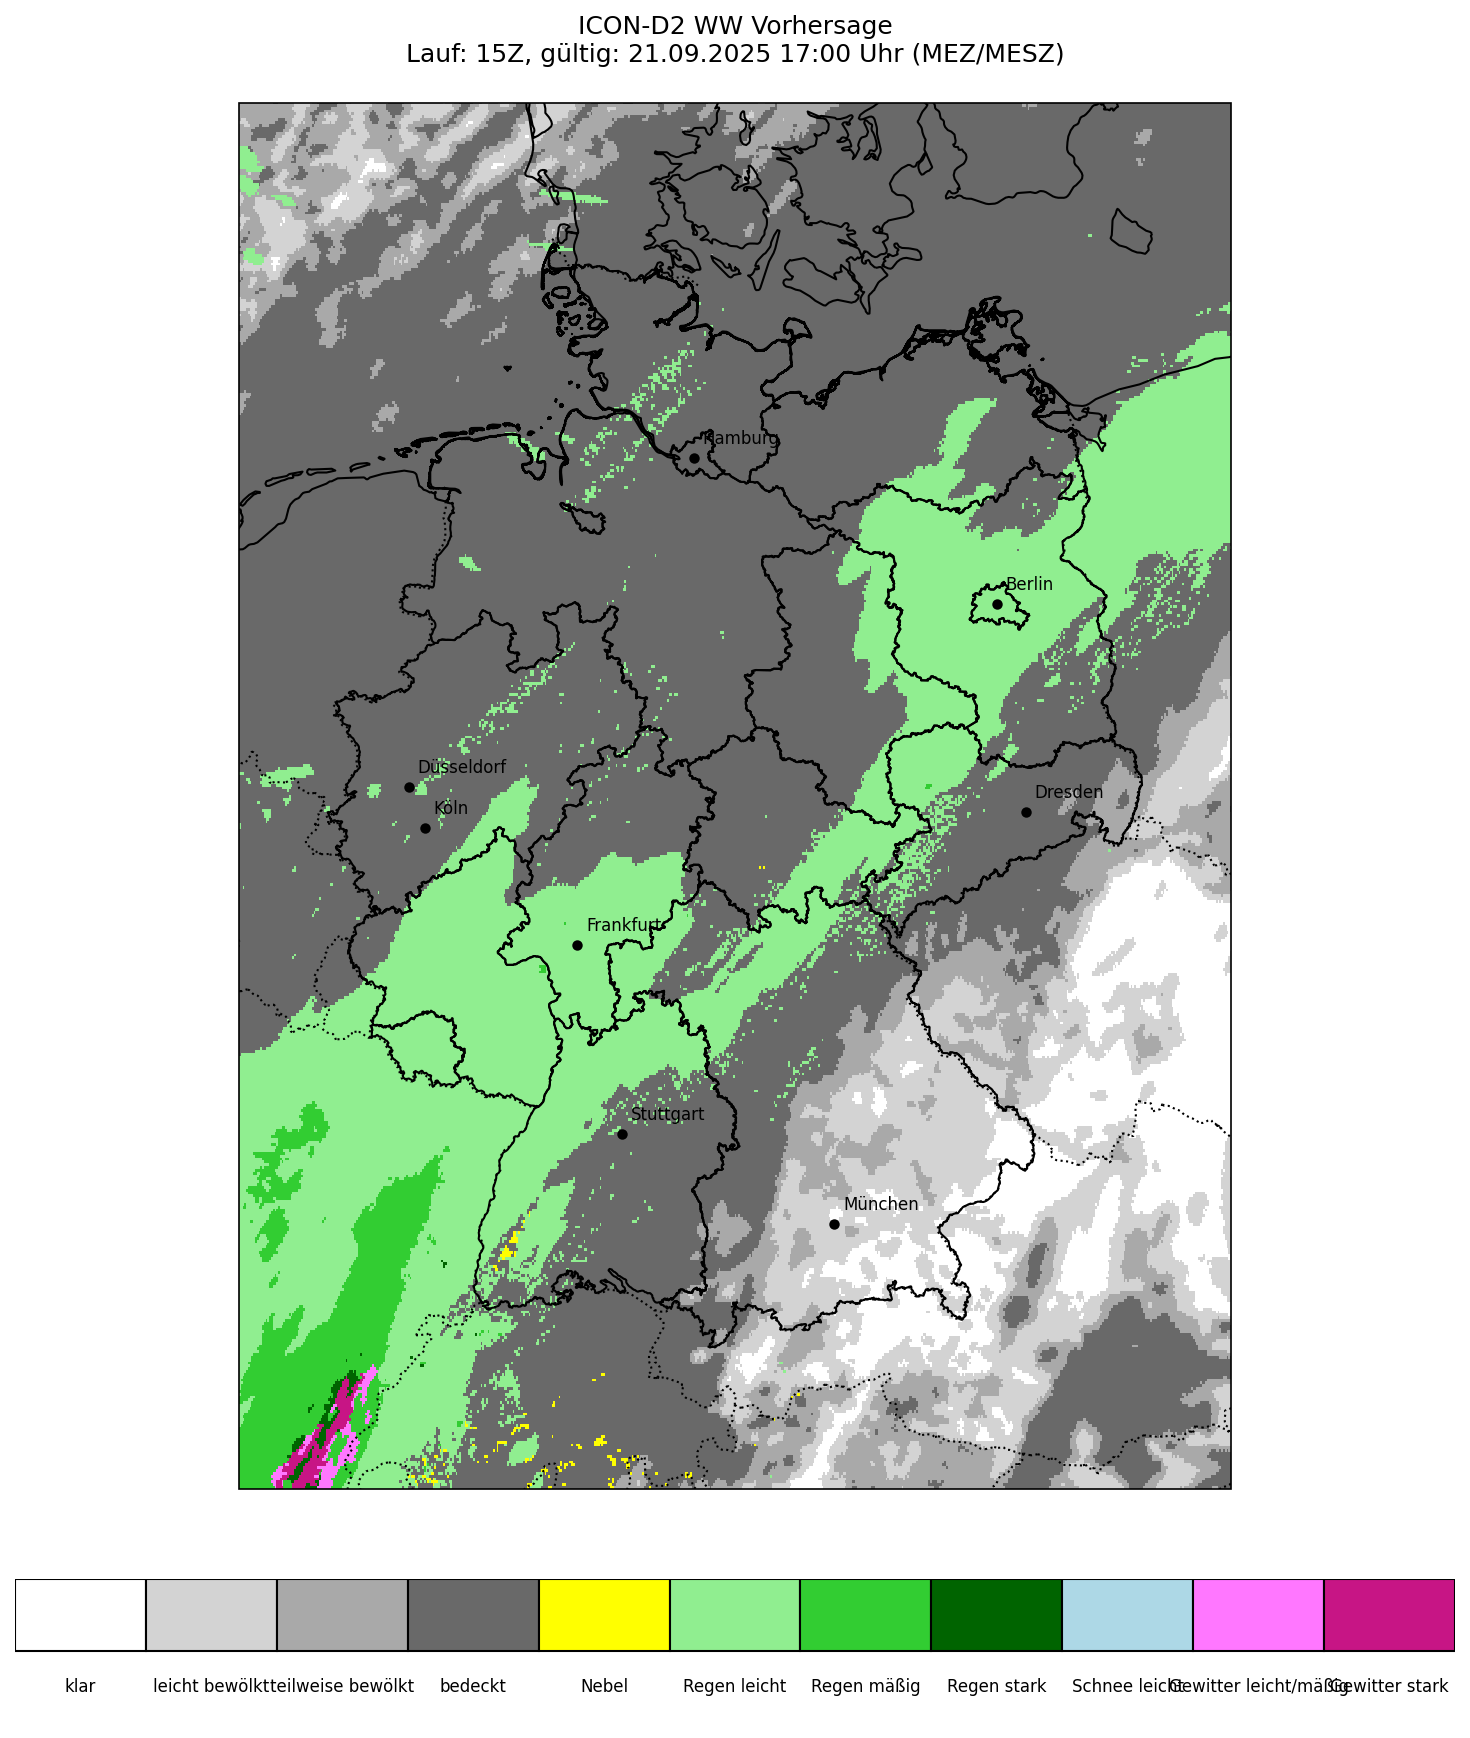 ICON-D2 WW Vorhersage
Lauf: 15Z, gültig: 21.09.2025 17:00 Uhr (MEZ/MESZ)
Hamburg
Berlin
Düsseldorf
Dresden
Köln
Frankfurt
Stuttgart
München
klar
leicht bewölkt
teilweise bewölkt
bedeckt
Nebel
Regen leicht
Regen mäßig
Regen stark
Schnee leicht
Gewitter leicht/mäßig
Gewitter stark